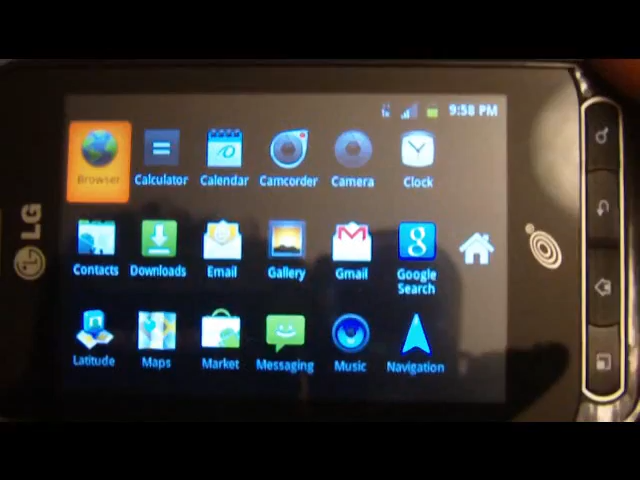 9:58 PM
Browser Calculator Calendar Camcorder Camera Clock
Contacts Downloads Email Gallery Gmail Google Search
Latitude Maps Market Messaging Music Navigation
LG